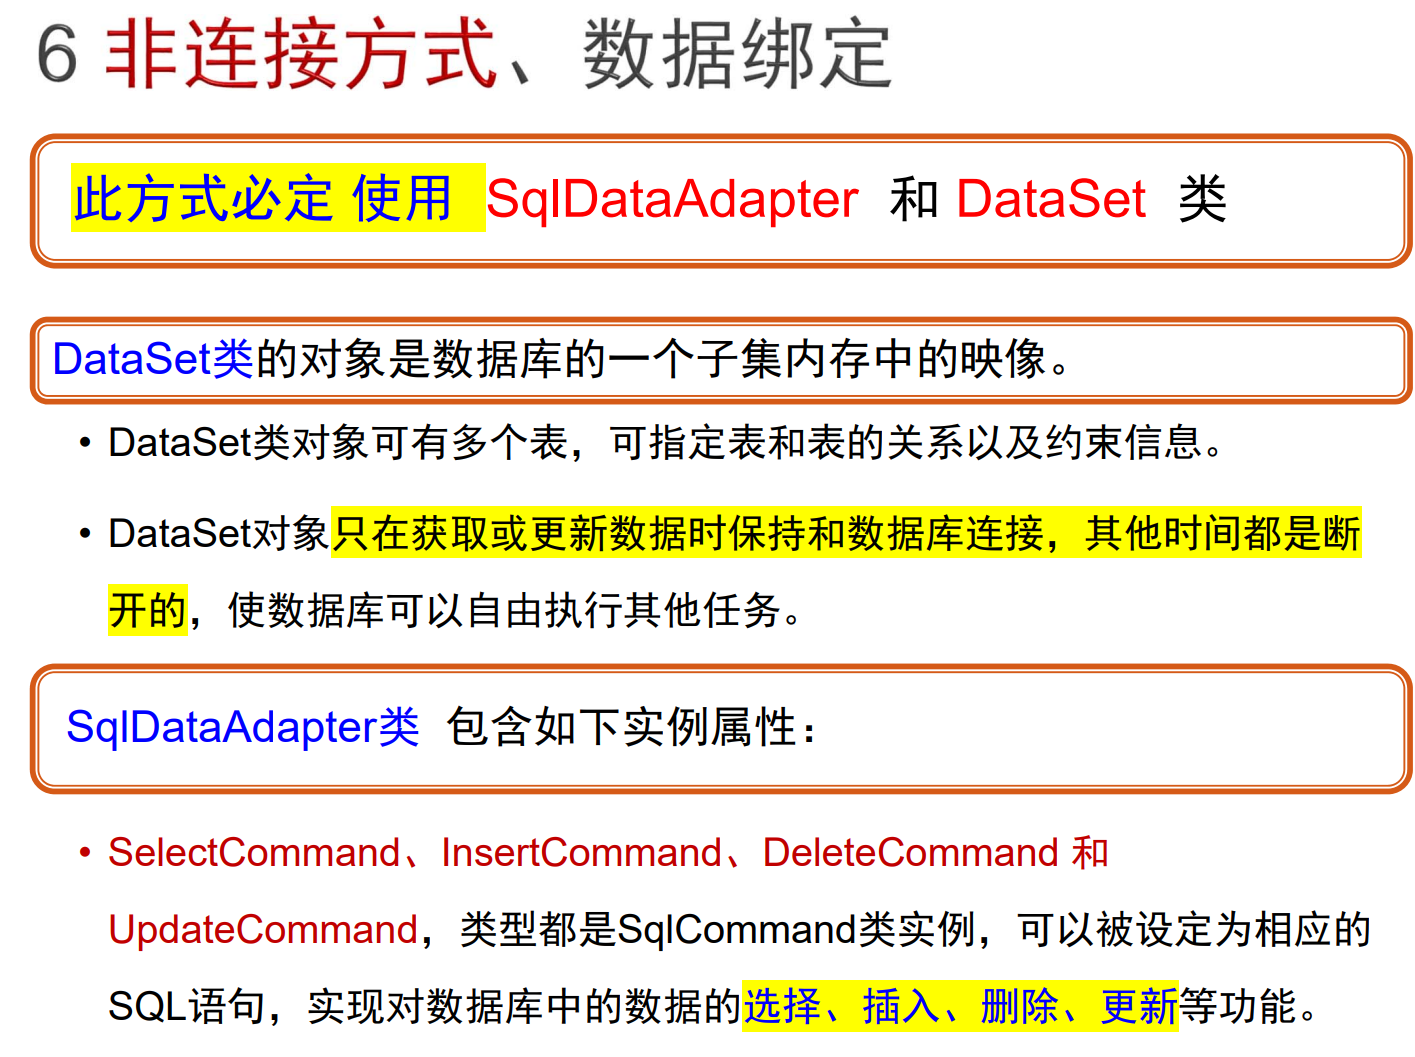 6 非连接方式、数据绑定
此方式必定 使用 SqlDataAdapter 和 DataSet 类
DataSet类的对象是数据库的一个子集内存中的映像。
• DataSet类对象可有多个表，可指定表和表的关系以及约束信息。
• DataSet对象只在获取或更新数据时保持和数据库连接，其他时间都是断
开的，使数据库可以自由执行其他任务。
SqlDataAdapter类 包含如下实例属性：
• SelectCommand、InsertCommand、DeleteCommand 和
UpdateCommand，类型都是SqlCommand类实例，可以被设定为相应的
SQL语句，实现对数据库中的数据的选择、插入、删除、更新等功能。